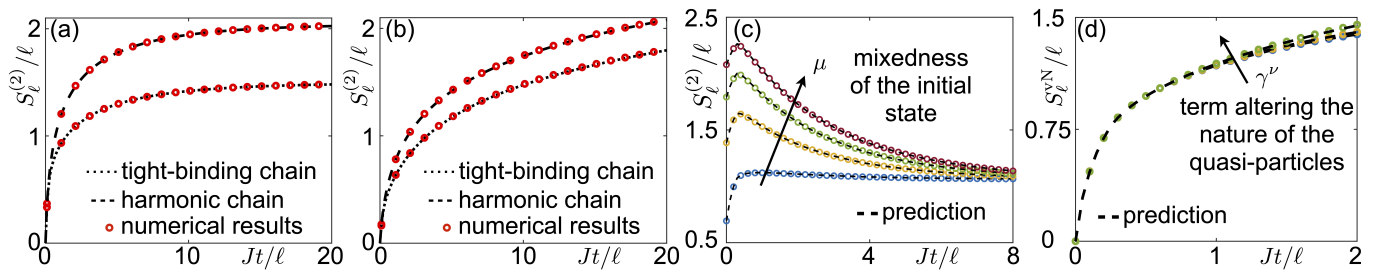 (a)
S_ℓ^(2)/ℓ
2
1
0
tight-binding chain
harmonic chain
numerical results
0
10
20
Jt/ℓ
(b)
S_ℓ^(2)/ℓ
2
1
0
tight-binding chain
harmonic chain
numerical results
0
10
20
Jt/ℓ
(c)
S_ℓ^(2)/ℓ
2.5
1.5
0.5
μ
mixedness
of the initial
state
prediction
0
4
8
Jt/ℓ
(d)
S_ℓ^vN/ℓ
1.5
0.75
0
γ^ν
term altering the
nature of the
quasi-particles
prediction
0
1
2
Jt/ℓ